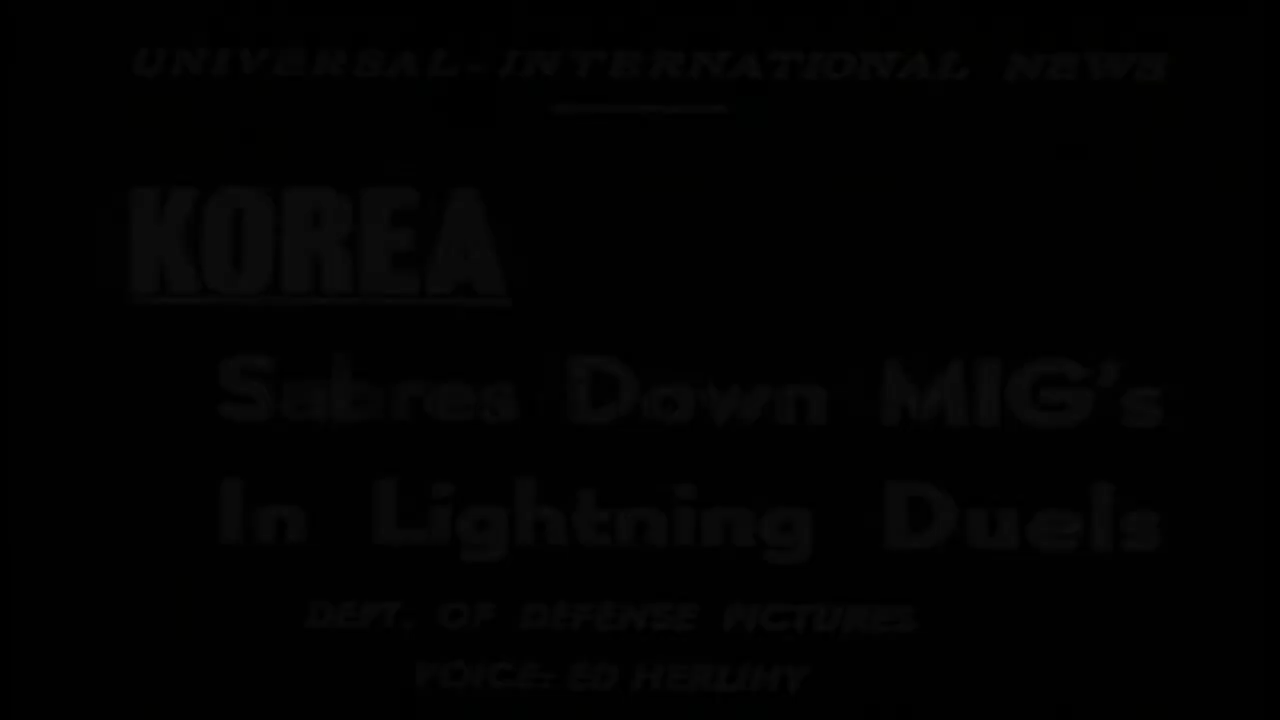 UNIVERSAL-INTERNATIONAL NEWS
KOREA
Sabres Down MIG's
In Lightning Duels
DEPT. OF DEFENSE PICTURES
VOICE: ED HERLIHY